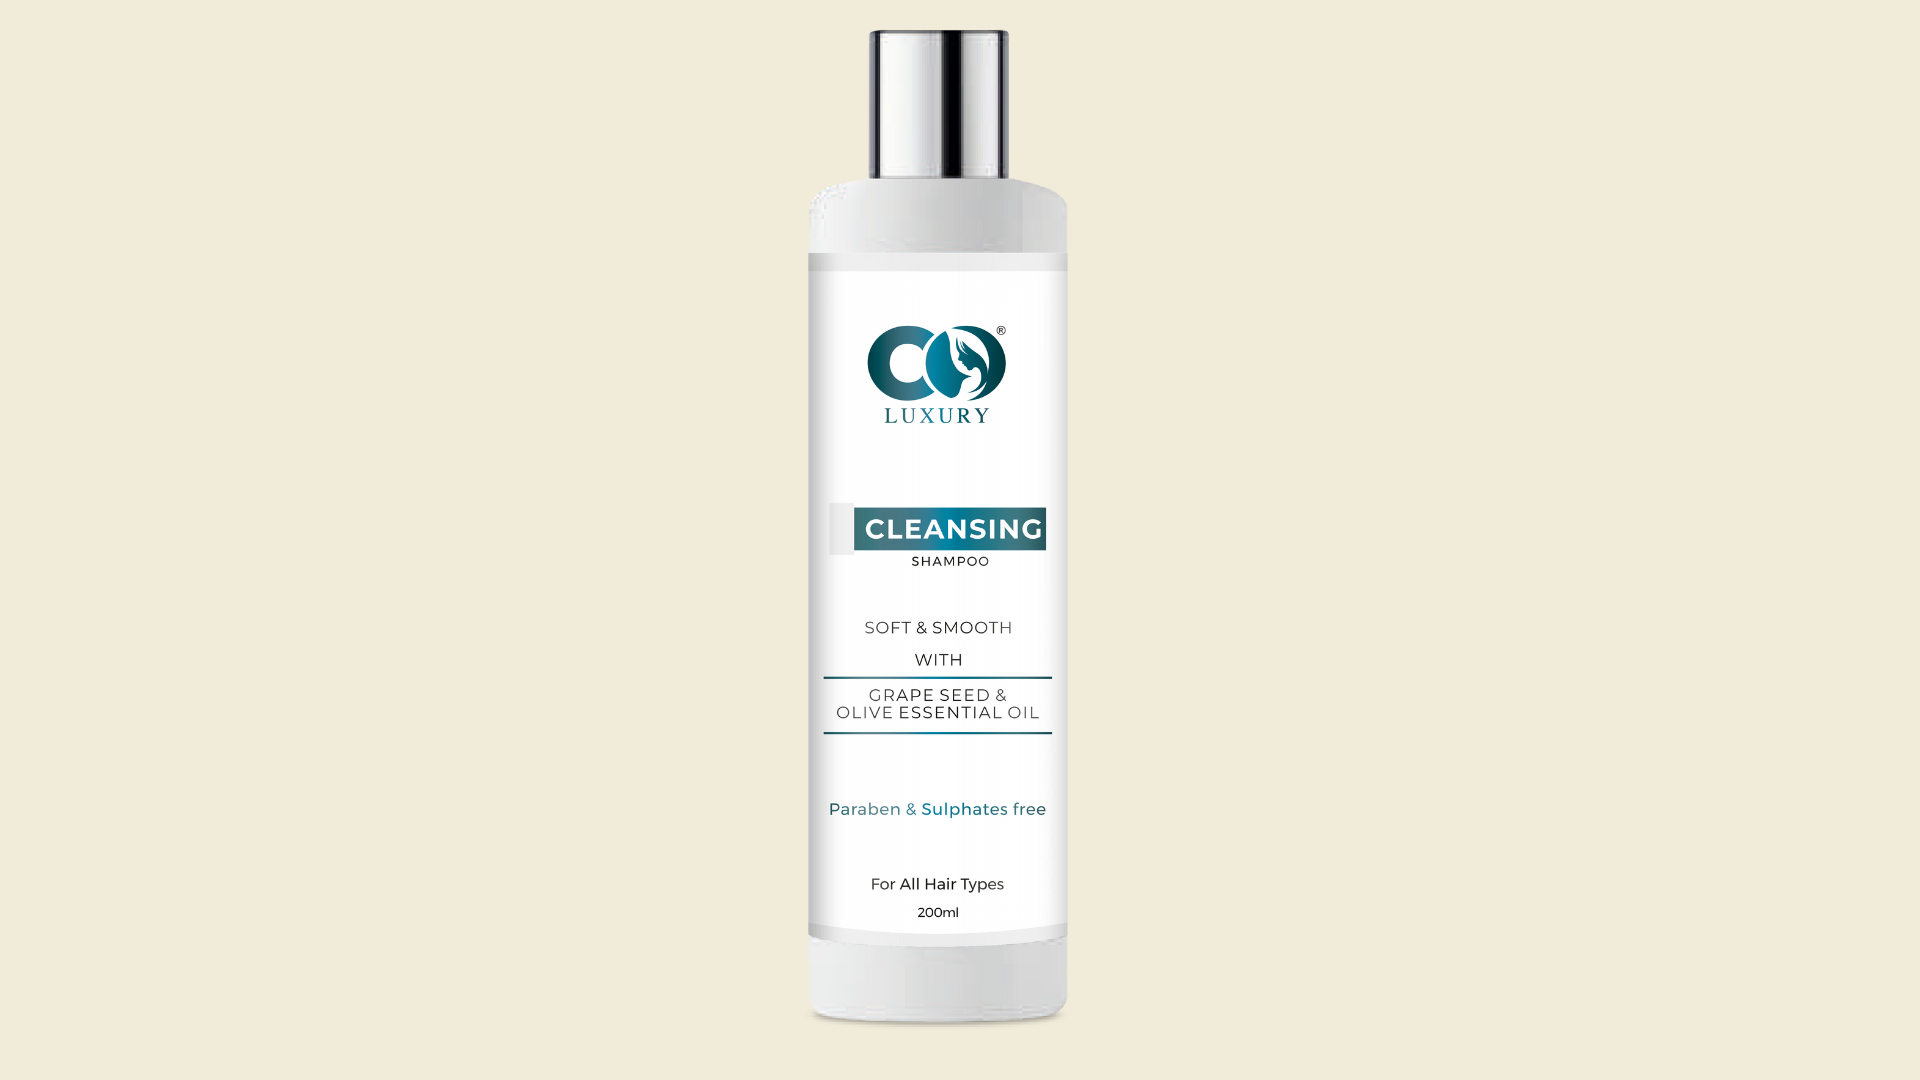 CO®
LUXURY
CLEANSING
SHAMPOO
SOFT & SMOOTH
WITH
GRAPE SEED &
OLIVE ESSENTIAL OIL
Paraben & Sulphates free
For All Hair Types
200ml